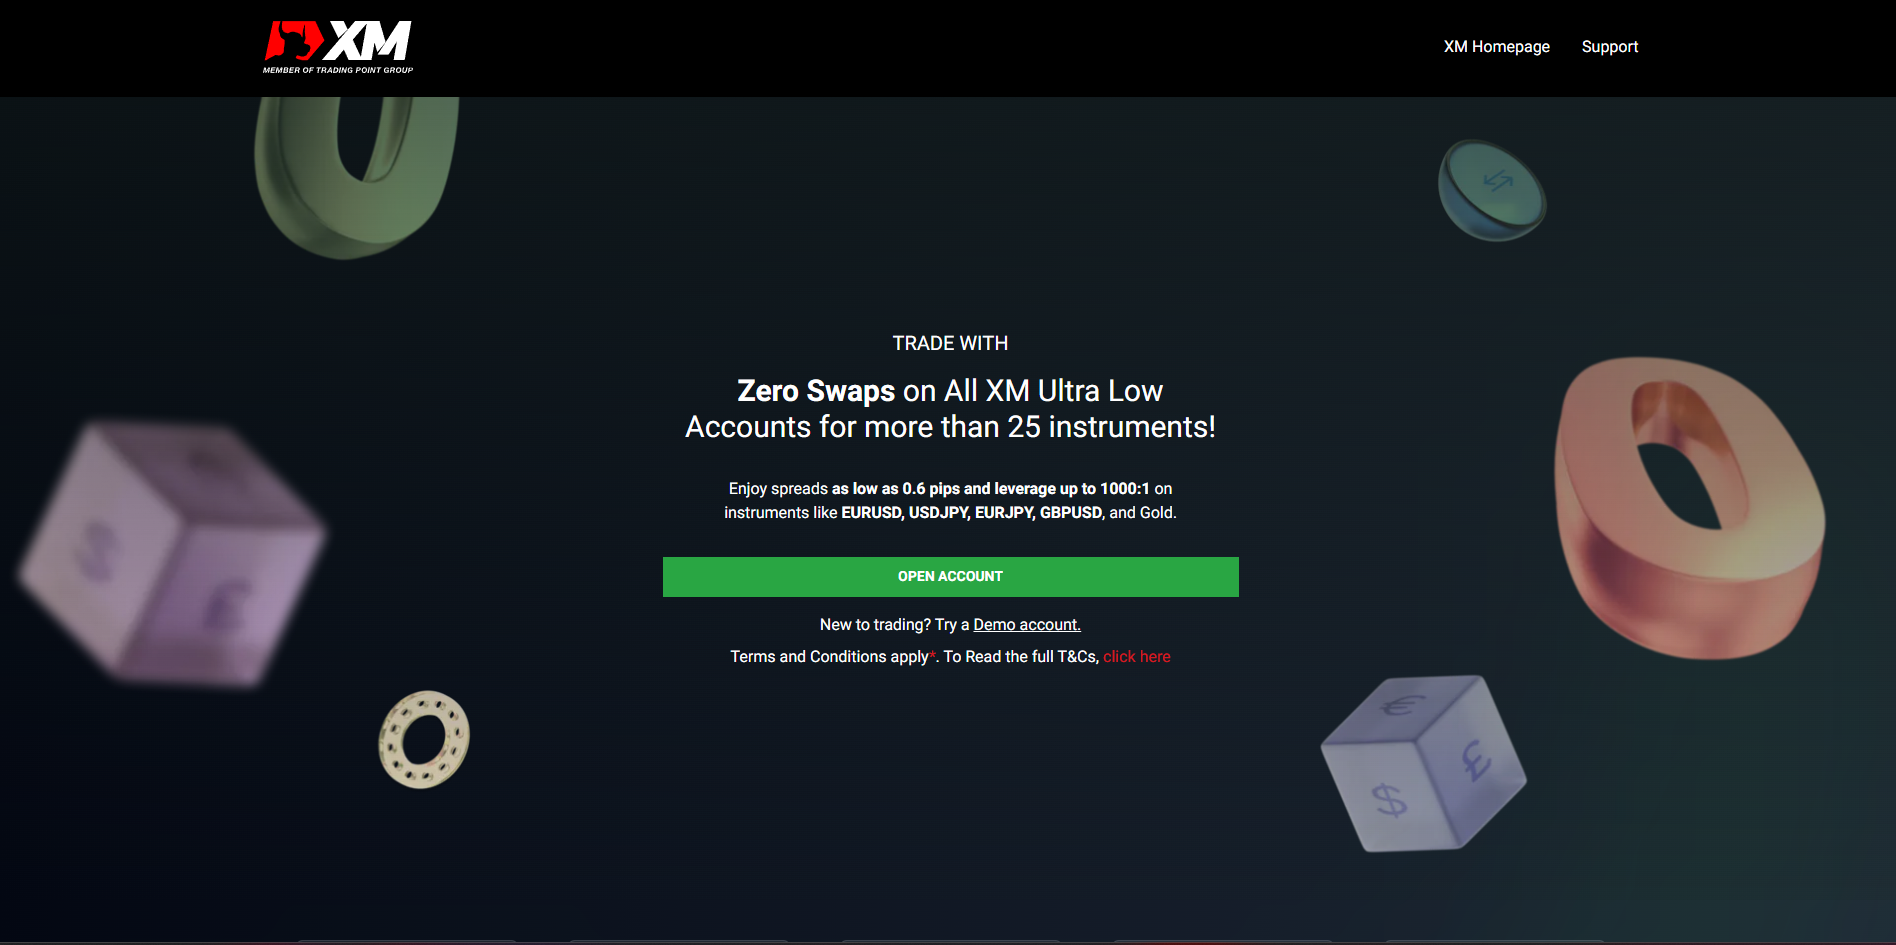 XM
MEMBER OF TRADING POINT GROUP
XM Homepage
Support
TRADE WITH
Zero Swaps on All XM Ultra Low
Accounts for more than 25 instruments!
Enjoy spreads as low as 0.6 pips and leverage up to 1000:1 on
instruments like EURUSD, USDJPY, EURJPY, GBPUSD, and Gold.
OPEN ACCOUNT
New to trading? Try a Demo account.
Terms and Conditions apply*. To Read the full T&Cs, click here
$
£
€
£
$